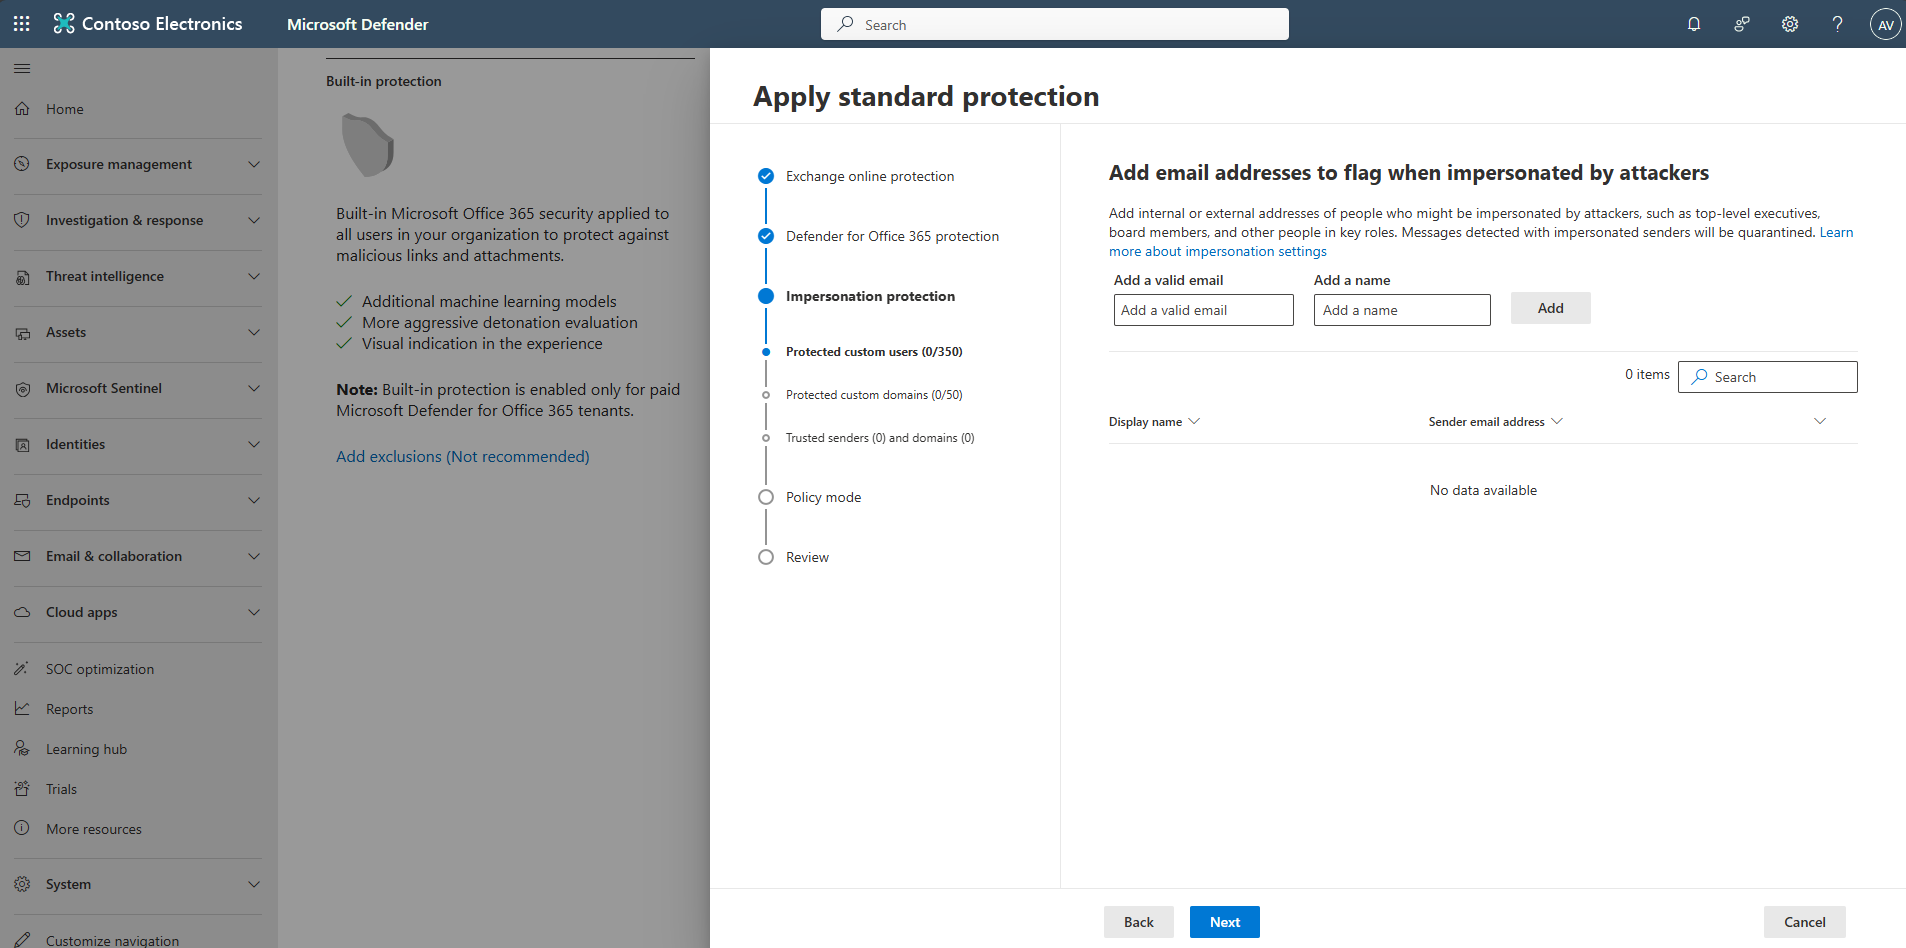 Contoso Electronics
Microsoft Defender
Search
AV
Home
Exposure management
Investigation & response
Threat intelligence
Assets
Microsoft Sentinel
Identities
Endpoints
Email & collaboration
Cloud apps
SOC optimization
Reports
Learning hub
Trials
More resources
System
Customize navigation
Built-in protection
Built-in Microsoft Office 365 security applied to
all users in your organization to protect against
malicious links and attachments.
Additional machine learning models
More aggressive detonation evaluation
Visual indication in the experience
Note: Built-in protection is enabled only for paid
Microsoft Defender for Office 365 tenants.
Add exclusions (Not recommended)
Apply standard protection
Exchange online protection
Defender for Office 365 protection
Impersonation protection
Protected custom users (0/350)
Protected custom domains (0/50)
Trusted senders (0) and domains (0)
Policy mode
Review
Add email addresses to flag when impersonated by attackers
Add internal or external addresses of people who might be impersonated by attackers, such as top-level executives,
board members, and other people in key roles. Messages detected with impersonated senders will be quarantined. Learn
more about impersonation settings
Add a valid email
Add a name
Add a valid email
Add a name
Add
0 items
Search
Display name
Sender email address
No data available
Back
Next
Cancel